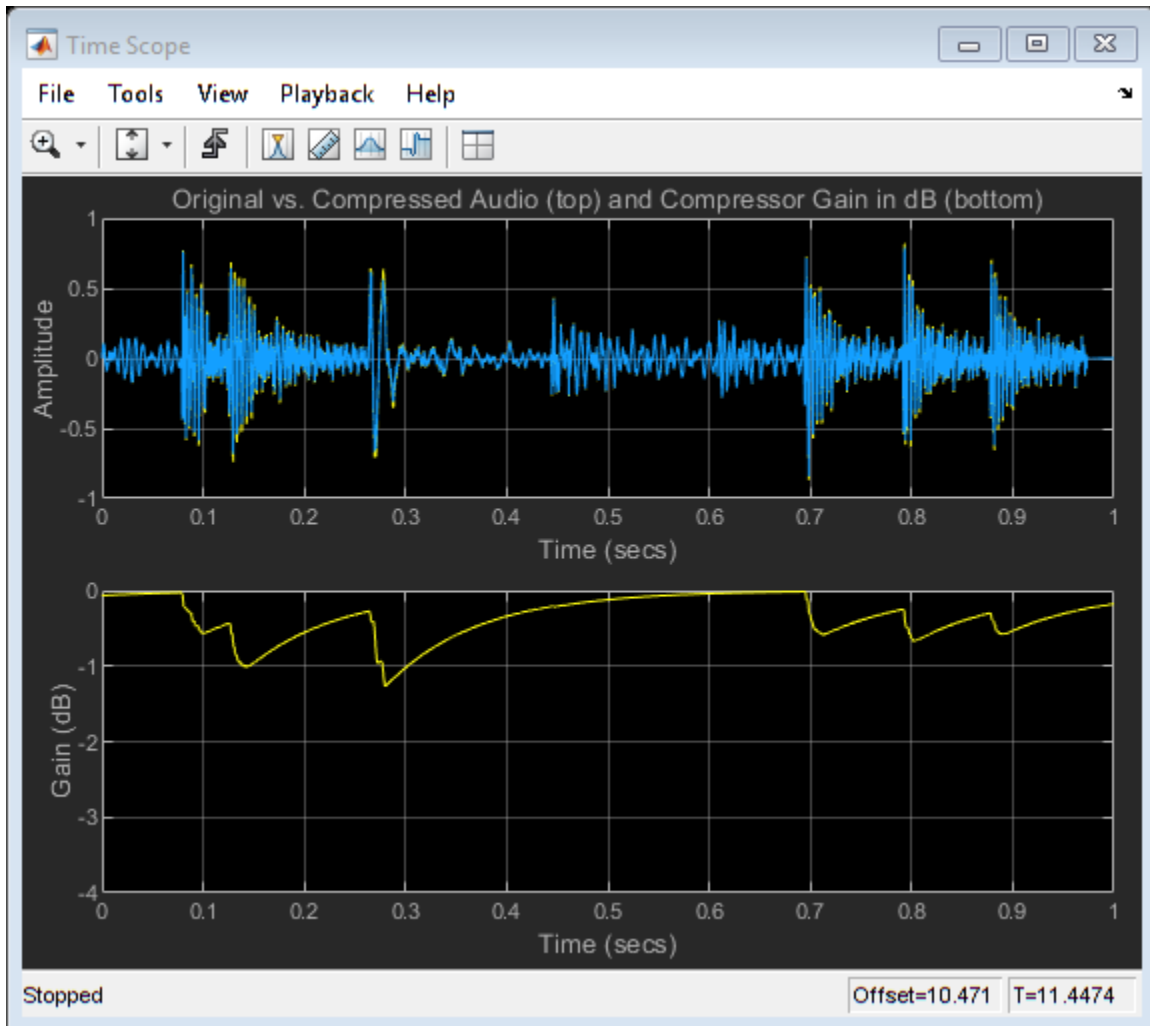 Time Scope
File Tools View Playback Help
Original vs. Compressed Audio (top) and Compressor Gain in dB (bottom)
Amplitude
1
0.5
0
-0.5
-1
0 0.1 0.2 0.3 0.4 0.5 0.6 0.7 0.8 0.9 1
Time (secs)
Gain (dB)
0
-1
-2
-3
-4
0 0.1 0.2 0.3 0.4 0.5 0.6 0.7 0.8 0.9 1
Time (secs)
Stopped Offset=10.471 T=11.4474